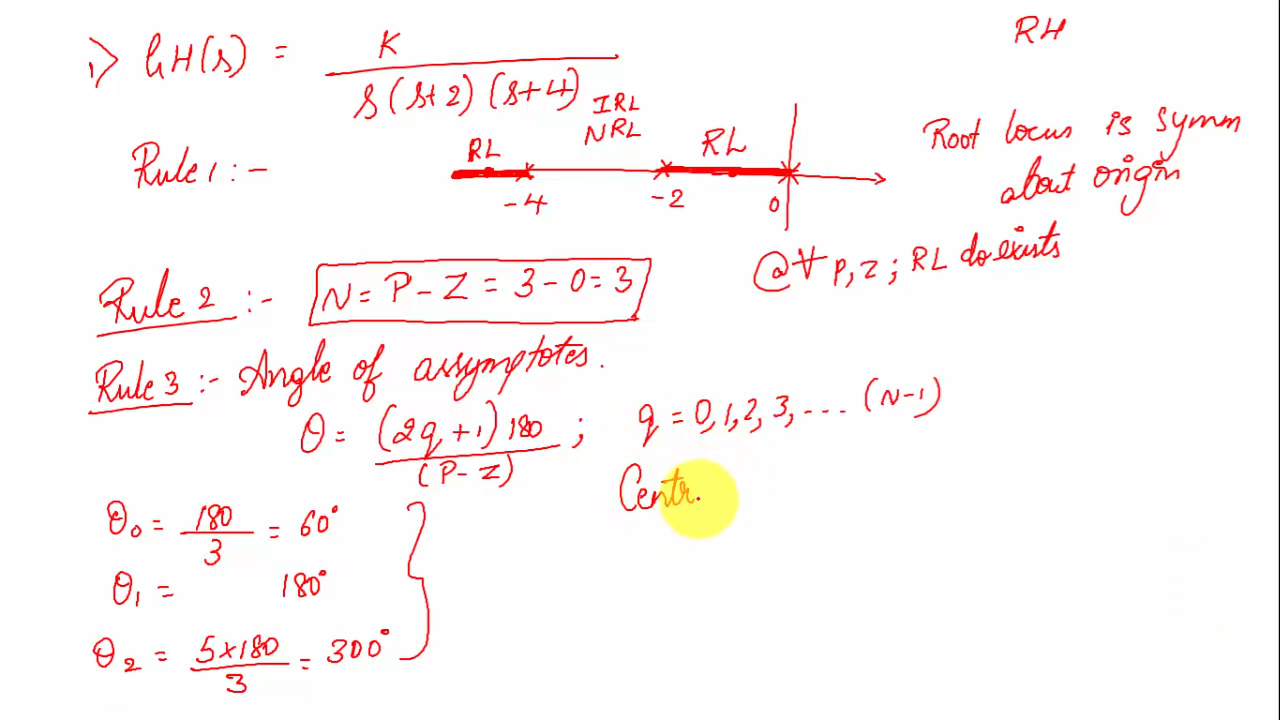 1) GH(s) = K / s(s+2)(s+4)
RH
IRL
NRL
RL RL
Rule 1 :-
-4 -2 0
Root locus is symm
about origin
@ ∀ P, Z ; RL do exists
Rule 2 :- N = P - Z = 3 - 0 = 3
Rule 3 :- Angle of assymptotes.
θ = (2q + 1) 180 / (P - Z) ; q = 0, 1, 2, 3, ... (N-1)
Centr
θ0 = 180 / 3 = 60°
θ1 = 180°
θ2 = 5x180 / 3 = 300°